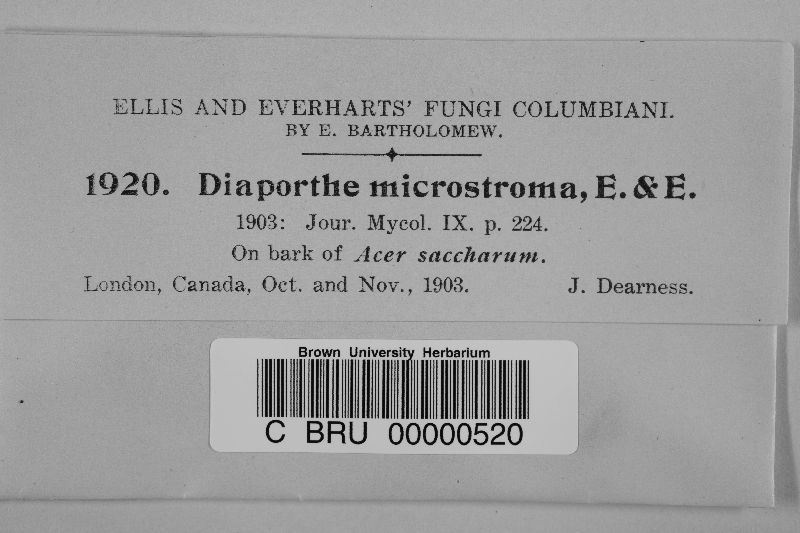 ELLIS AND EVERHARTS' FUNGI COLUMBIANI.
BY E. BARTHOLOMEW.
1920. Diaporthe microstroma, E. & E.
1903: Jour. Mycol. IX. p. 224.
On bark of Acer saccharum.
London, Canada, Oct. and Nov., 1903. J. Dearness.
Brown University Herbarium
C BRU 00000520